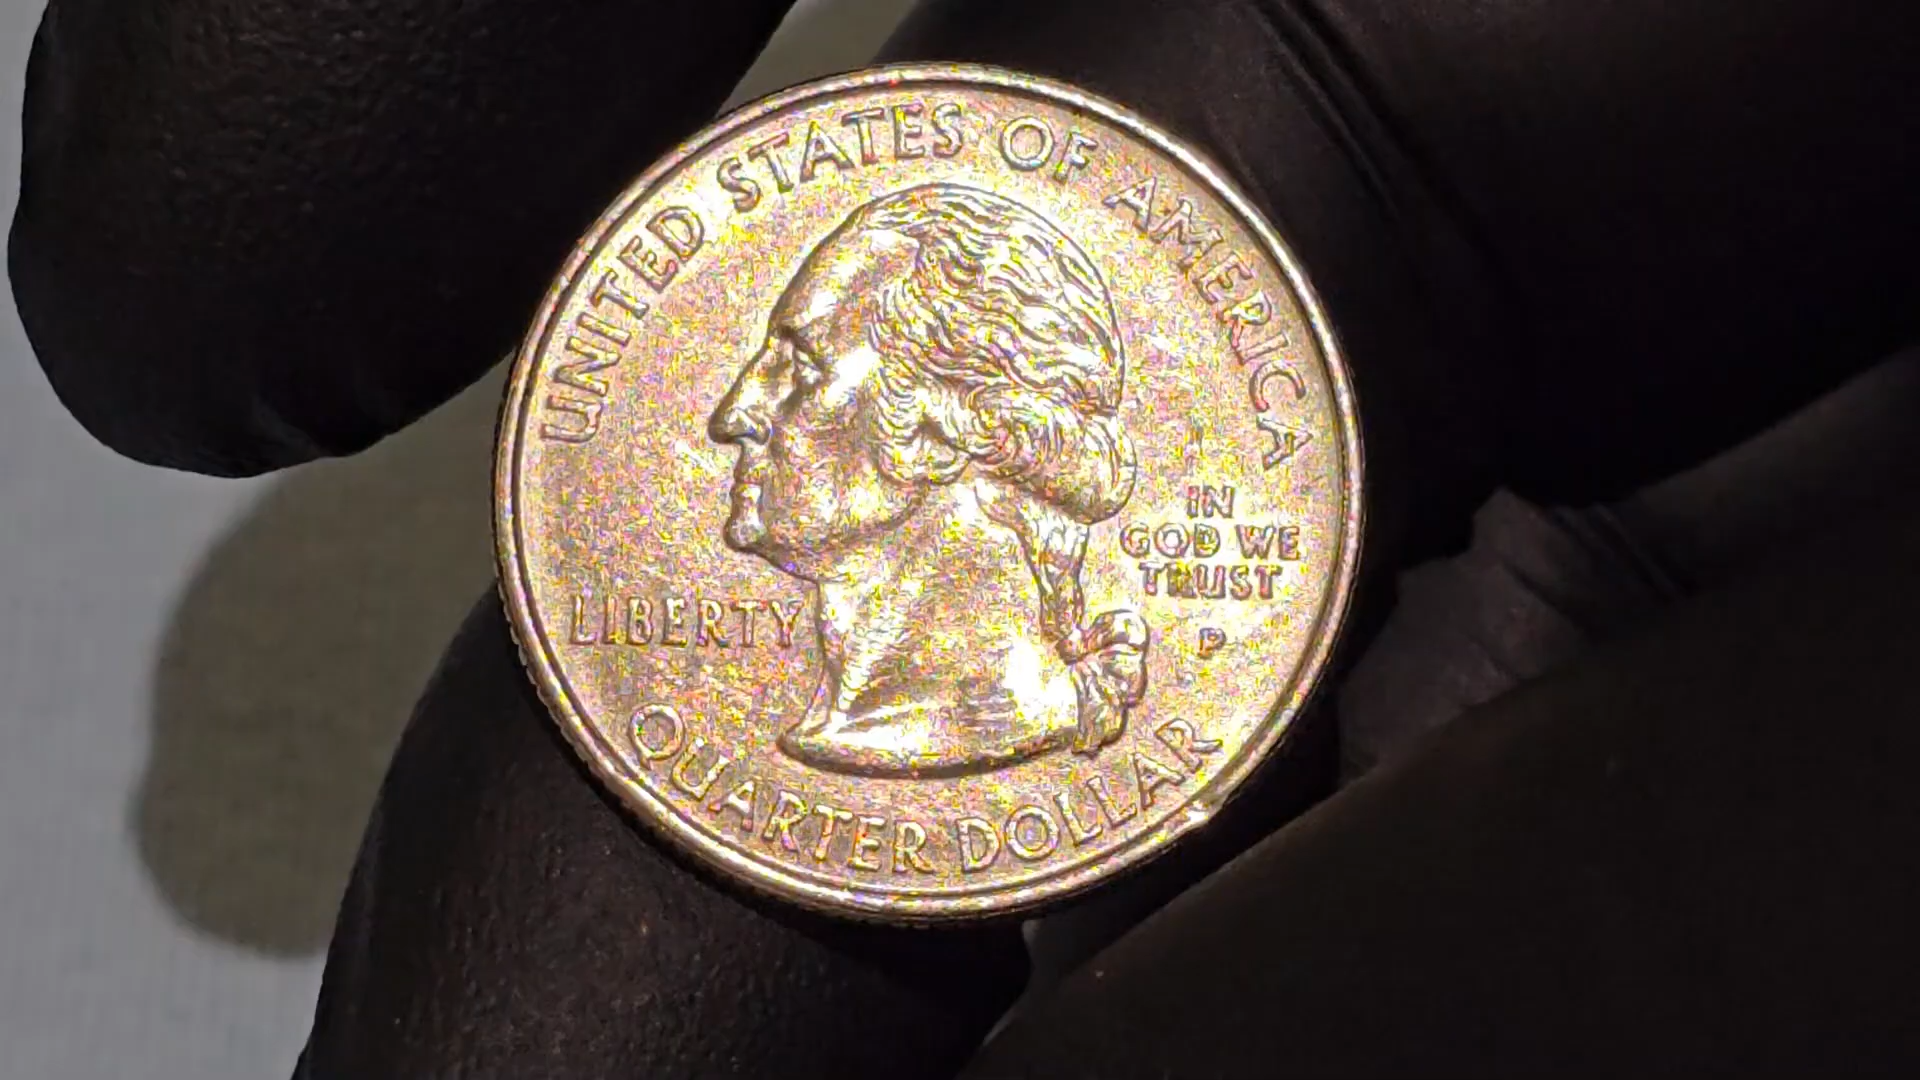 UNITED STATES OF AMERICA
LIBERTY
IN
GOD WE
TRUST
P
QUARTER DOLLAR